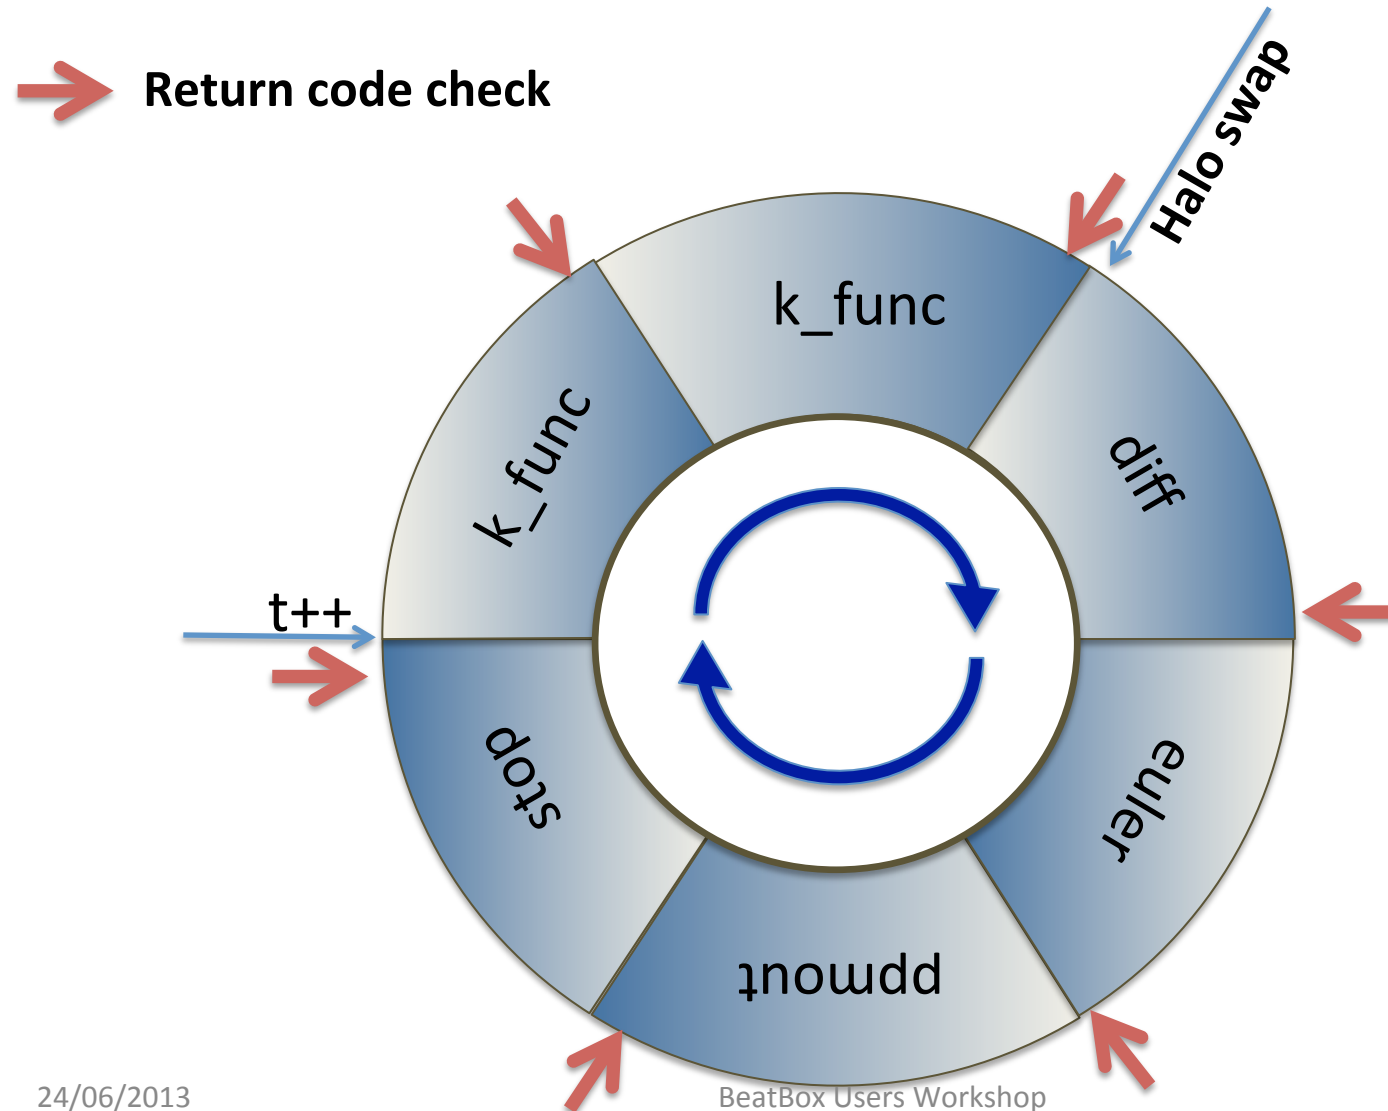 Return code check
Halo swap
k_func
k_func
diff
t++
stop
euler
ppmout
24/06/2013
BeatBox Users Workshop